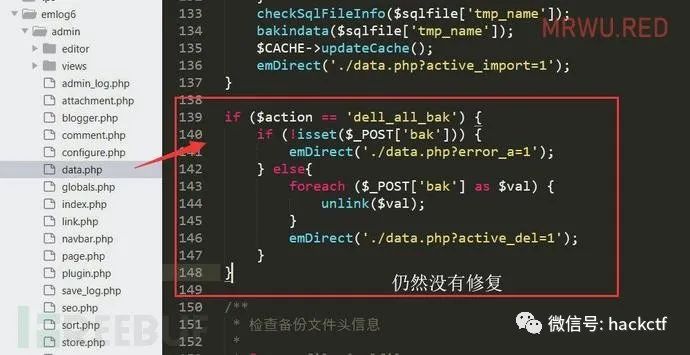 emlog6
admin
editor
views
admin_log.php
attachment.php
blogger.php
comment.php
configure.php
data.php
globals.php
index.php
link.php
navbar.php
page.php
plugin.php
save_log.php
seo.php
sort.php
store.php
MRWU.RED
133
134 checkSqlFileInfo($sqlfile['tmp_name']);
135 bakindata($sqlfile['tmp_name']);
135 $CACHE->updateCache();
136 emDirect('./data.php?active_import=1');
137 }
138
139 if ($action == 'dell_all_bak') {
140 if (!isset($_POST['bak'])) {
141 emDirect('./data.php?error_a=1');
142 } else{
143 foreach ($_POST['bak'] as $val) {
144 unlink($val);
145 }
146 emDirect('./data.php?active_del=1');
147 }
148 }
149
150 /**
151 * 检查备份文件头信息
152 *
仍然没有修复
微信号: hackctf